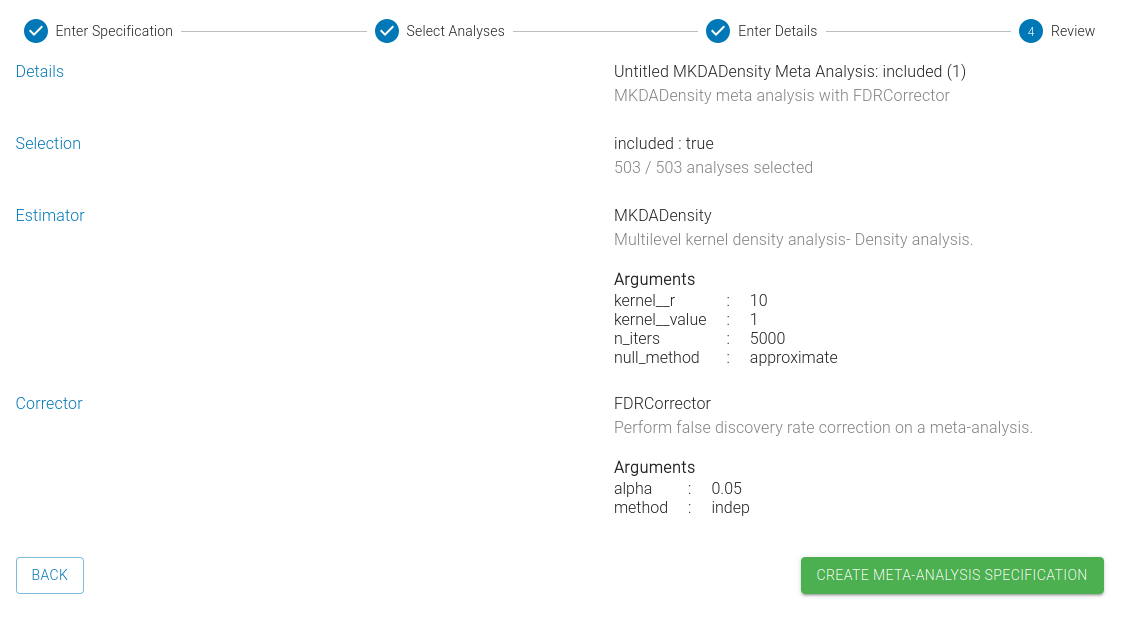 Enter Specification
Select Analyses
Enter Details
4 Review
Details
Untitled MKDADensity Meta Analysis: included (1)
MKDADensity meta analysis with FDRCorrector
Selection
included : true
503 / 503 analyses selected
Estimator
MKDADensity
Multilevel kernel density analysis- Density analysis.
Arguments
kernel__r : 10
kernel__value : 1
n_iters : 5000
null_method : approximate
Corrector
FDRCorrector
Perform false discovery rate correction on a meta-analysis.
Arguments
alpha : 0.05
method : indep
BACK
CREATE META-ANALYSIS SPECIFICATION